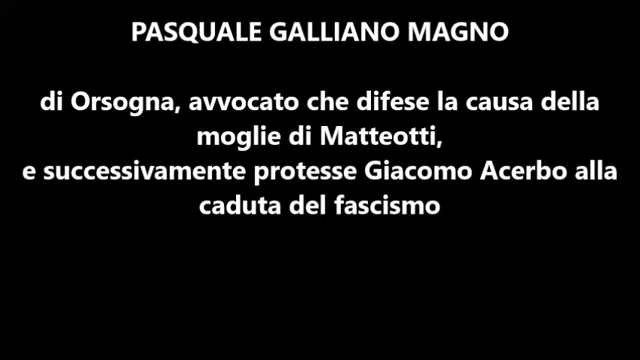 PASQUALE GALLIANO MAGNO
di Orsogna, avvocato che difese la causa della
moglie di Matteotti,
e successivamente protesse Giacomo Acerbo alla
caduta del fascismo